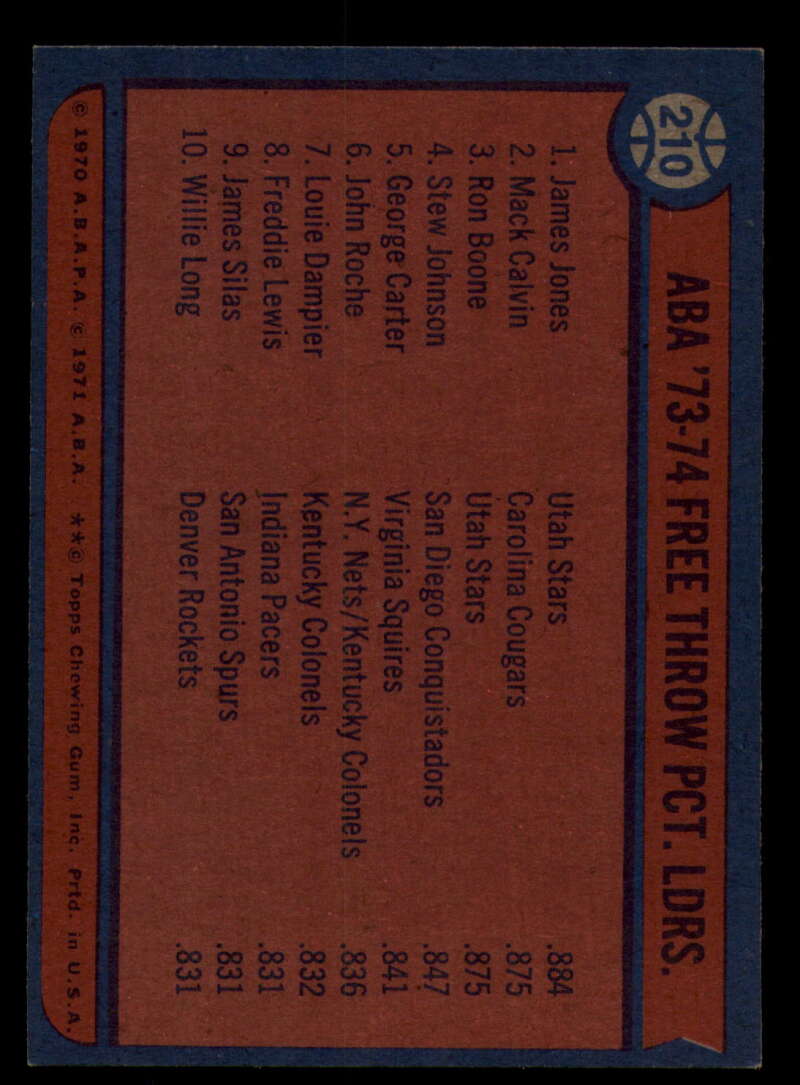 210
ABA '73-74 FREE THROW PCT. LDRS.
1. James Jones Utah Stars .884
2. Mack Calvin Carolina Cougars .875
3. Ron Boone Utah Stars .875
4. Stew Johnson San Diego Conquistadors .847
5. George Carter Virginia Squires .841
6. John Roche N.Y. Nets/Kentucky Colonels .836
7. Louie Dampier Kentucky Colonels .832
8. Freddie Lewis Indiana Pacers .831
9. James Silas San Antonio Spurs .831
10. Willie Long Denver Rockets .831
© 1970 A.B.A.P.A. © 1971 A.B.A. **© Topps Chewing Gum, Inc. Prtd. in U.S.A.